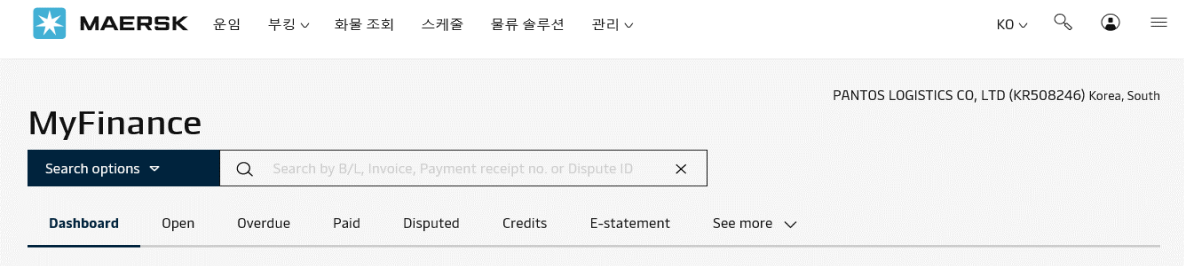 MAERSK 운임 부킹 화물 조회 스케줄 물류 솔루션 관리 KO
PANTOS LOGISTICS CO, LTD (KR508246) Korea, South
MyFinance
Search options Search by B/L, Invoice, Payment receipt no. or Dispute ID
Dashboard Open Overdue Paid Disputed Credits E-statement See more